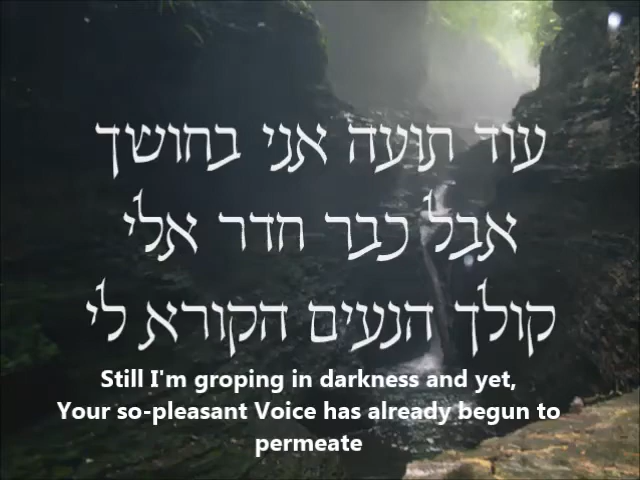 עוד תועה אני בחושך
אבל כבר חדר אלי
קולך הנעים הקורא לי
Still I'm groping in darkness and yet,
Your so-pleasant Voice has already begun to
permeate